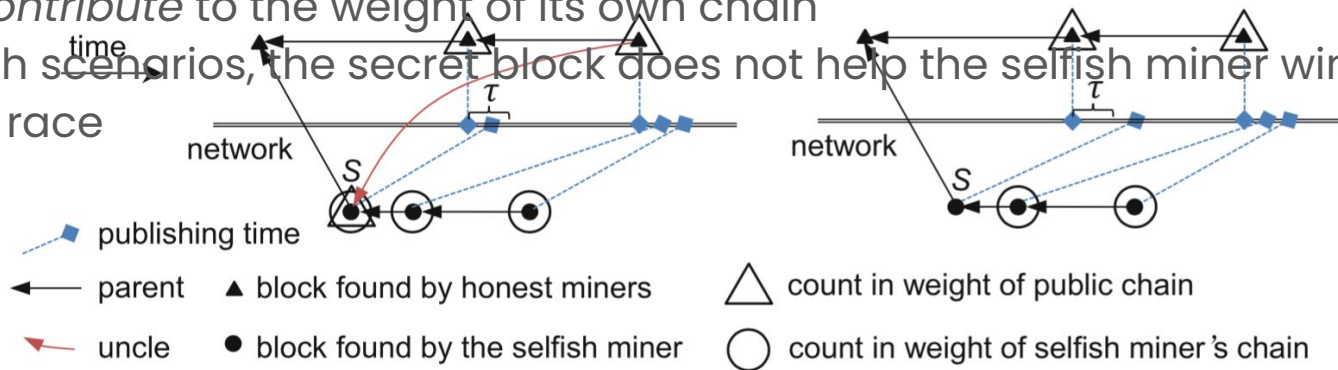 ontribute to the weight of its own chain
time
h scenarios, the secret block does not help the selfish miner win
race
τ
τ
network
network
S
S
publishing time
parent
block found by honest miners
count in weight of public chain
uncle
block found by the selfish miner
count in weight of selfish miner's chain